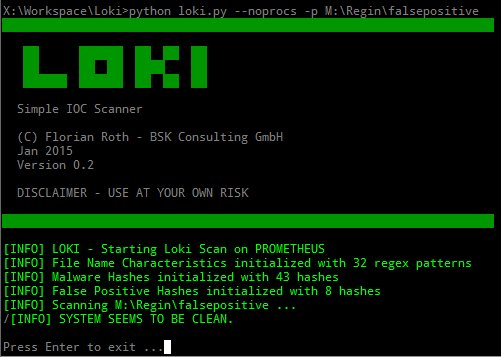 X:\Workspace\Loki>python loki.py --noprocs -p M:\Regin\falsepositive
LOKI
Simple IOC Scanner
(C) Florian Roth - BSK Consulting GmbH
Jan 2015
Version 0.2
DISCLAIMER - USE AT YOUR OWN RISK
[INFO] LOKI - Starting Loki Scan on PROMETHEUS
[INFO] File Name Characteristics initialized with 32 regex patterns
[INFO] Malware Hashes initialized with 43 hashes
[INFO] False Positive Hashes initialized with 8 hashes
[INFO] Scanning M:\Regin\falsepositive ...
/[INFO] SYSTEM SEEMS TO BE CLEAN.
Press Enter to exit ...